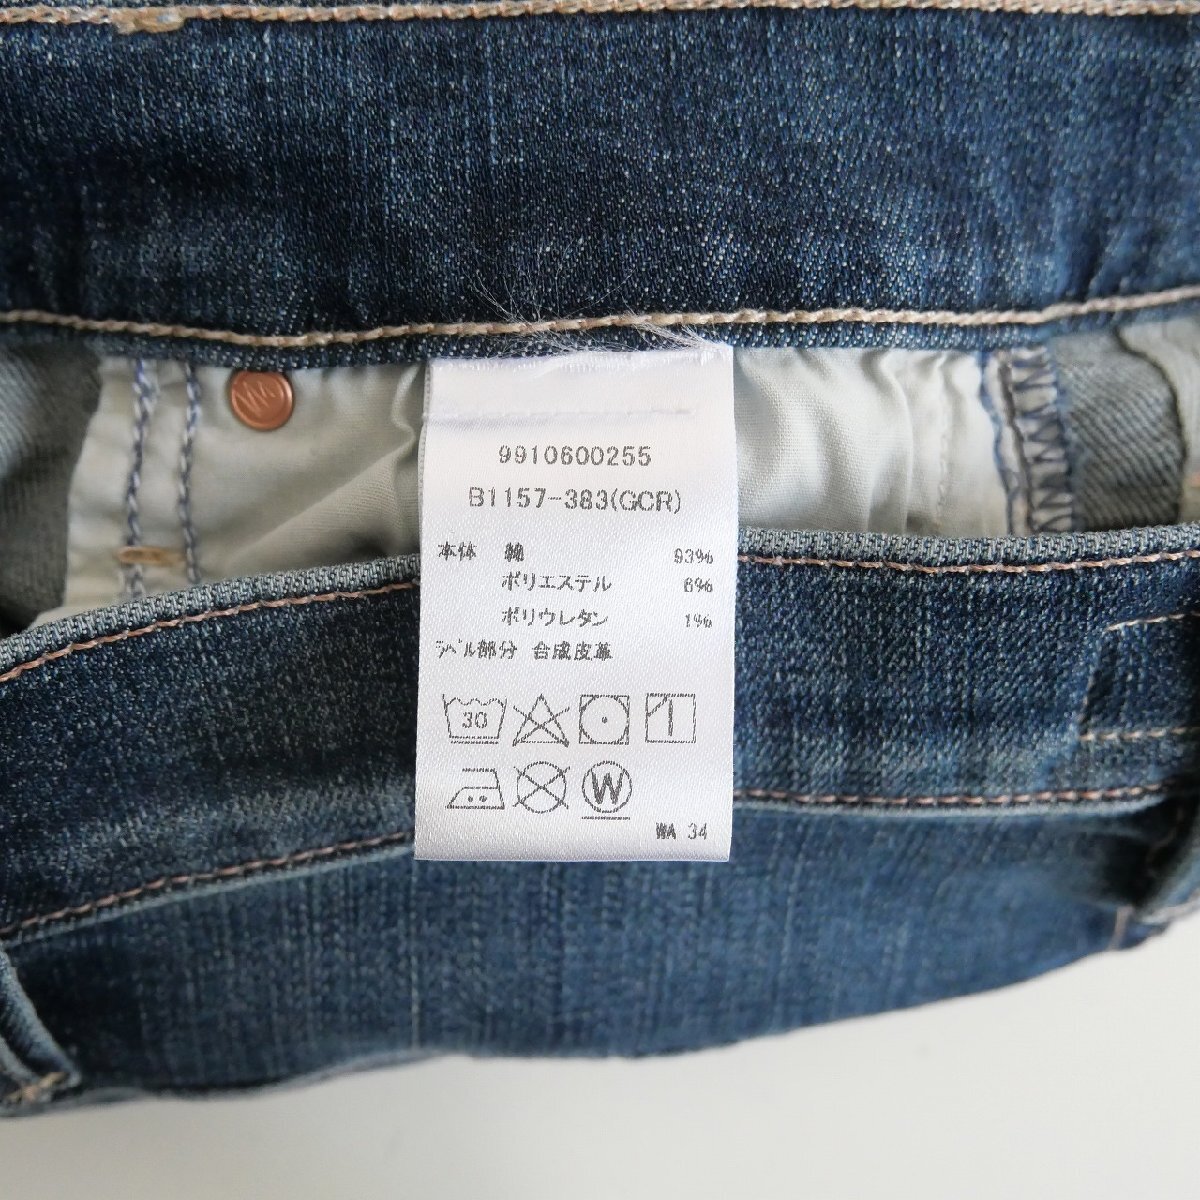 9910600255
B1157-383(GCR)
本体 綿 93%
ポリエステル 6%
ポリウレタン 1%
ラベル部分 合成皮革
30
W
WA 34